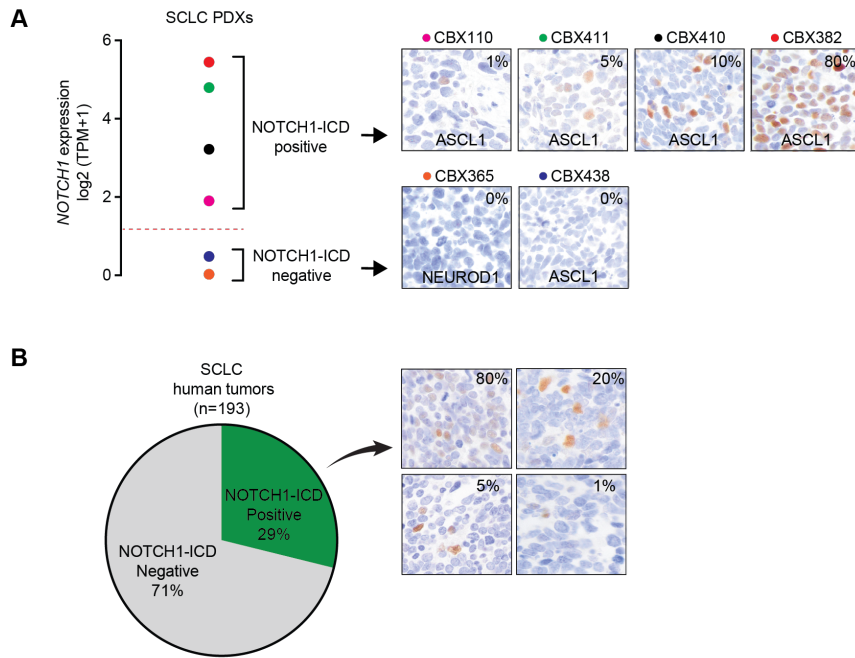 A
SCLC PDXs
6
4
2
0
NOTCH1 expression
log2 (TPM+1)
NOTCH1-ICD
positive
NOTCH1-ICD
negative
CBX110
CBX411
CBX410
CBX382
1%
5%
10%
80%
ASCL1
ASCL1
ASCL1
ASCL1
CBX365
CBX438
0%
0%
NEUROD1
ASCL1
B
SCLC
human tumors
(n=193)
NOTCH1-ICD
Positive
29%
NOTCH1-ICD
Negative
71%
80%
20%
5%
1%